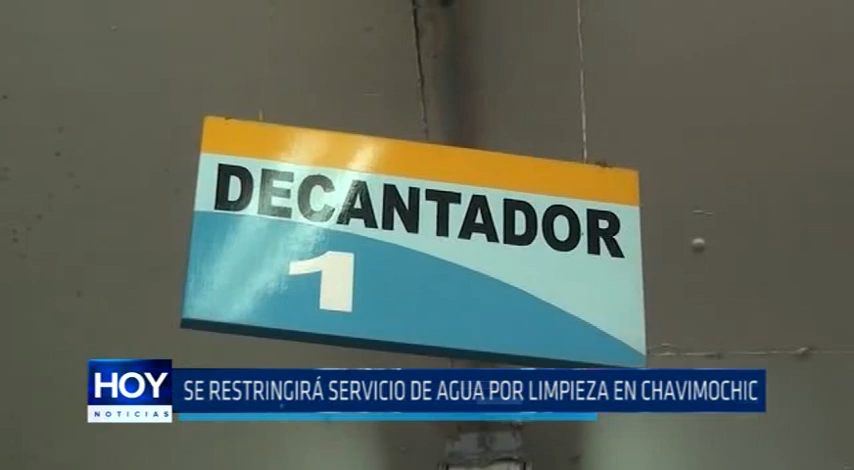 DECANTADOR
1
HOY
NOTICIAS
SE RESTRINGIRÁ SERVICIO DE AGUA POR LIMPIEZA EN CHAVIMOCHIC